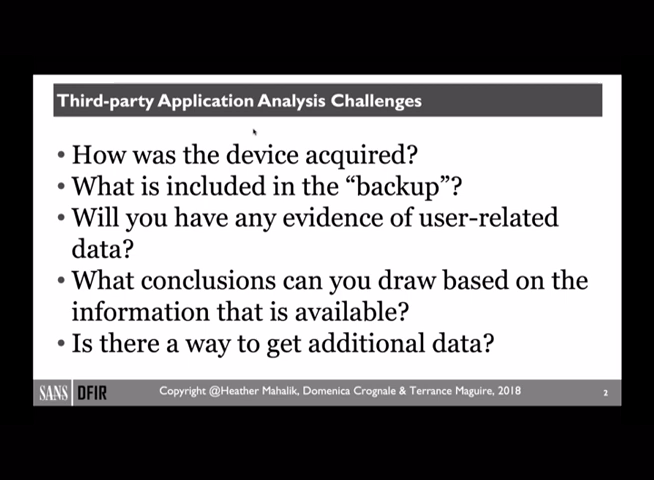 Third-party Application Analysis Challenges
• How was the device acquired?
• What is included in the “backup”?
• Will you have any evidence of user-related
data?
• What conclusions can you draw based on the
information that is available?
• Is there a way to get additional data?
SANS DFIR
Copyright @Heather Mahalik, Domenica Crognale & Terrance Maguire, 2018
2